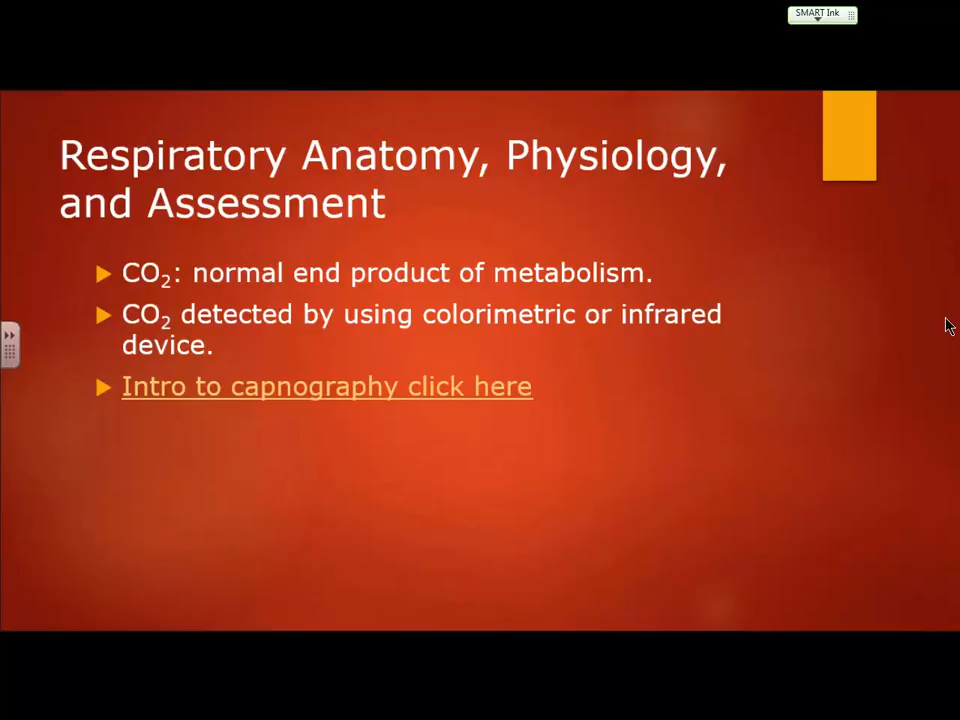 SMART Ink
Respiratory Anatomy, Physiology,
and Assessment
CO₂: normal end product of metabolism.
CO₂ detected by using colorimetric or infrared
device.
Intro to capnography click here